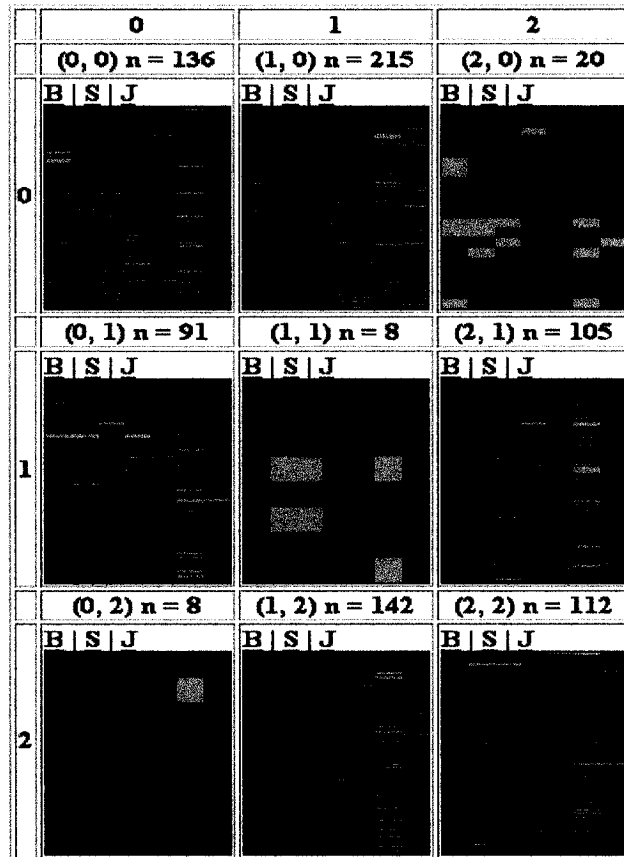 0 1 2
(0, 0) n = 136 (1, 0) n = 215 (2, 0) n = 20
B | S | J B | S | J B | S | J
0
(0, 1) n = 91 (1, 1) n = 8 (2, 1) n = 105
B | S | J B | S | J B | S | J
1
(0, 2) n = 8 (1, 2) n = 142 (2, 2) n = 112
B | S | J B | S | J B | S | J
2